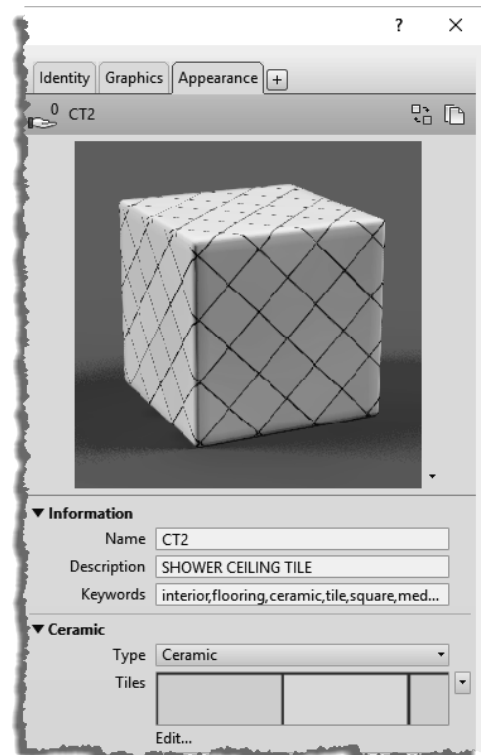 ?
Identity Graphics Appearance +
0 CT2
Information
Name CT2
Description SHOWER CEILING TILE
Keywords interior,flooring,ceramic,tile,square,med...
Ceramic
Type Ceramic
Tiles
Edit...